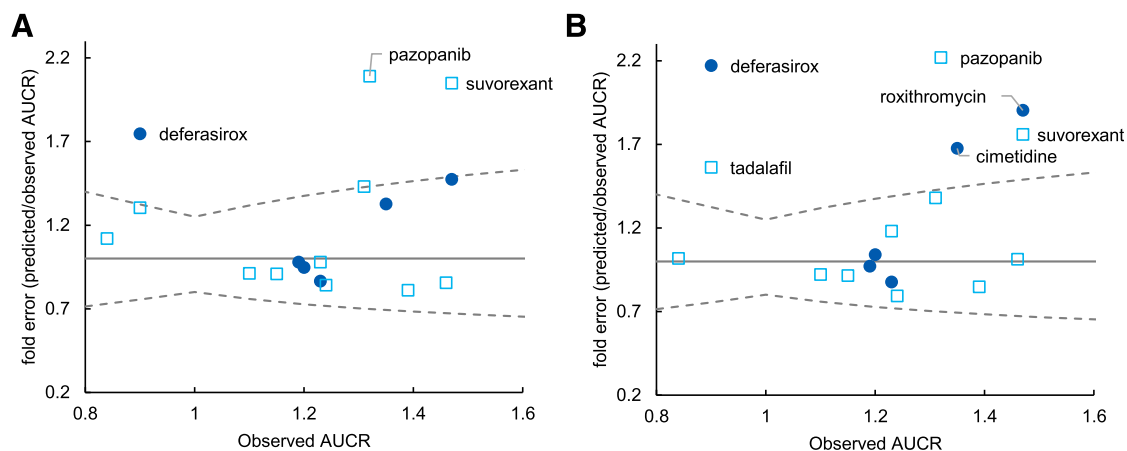 A
fold error (predicted/observed AUCR)
2.2
1.7
1.2
0.7
0.2
pazopanib
suvorexant
deferasirox
0.8
1
1.2
1.4
1.6
Observed AUCR
B
fold error (predicted/observed AUCR)
2.2
1.7
1.2
0.7
0.2
deferasirox
pazopanib
roxithromycin
suvorexant
cimetidine
tadalafil
0.8
1
1.2
1.4
1.6
Observed AUCR